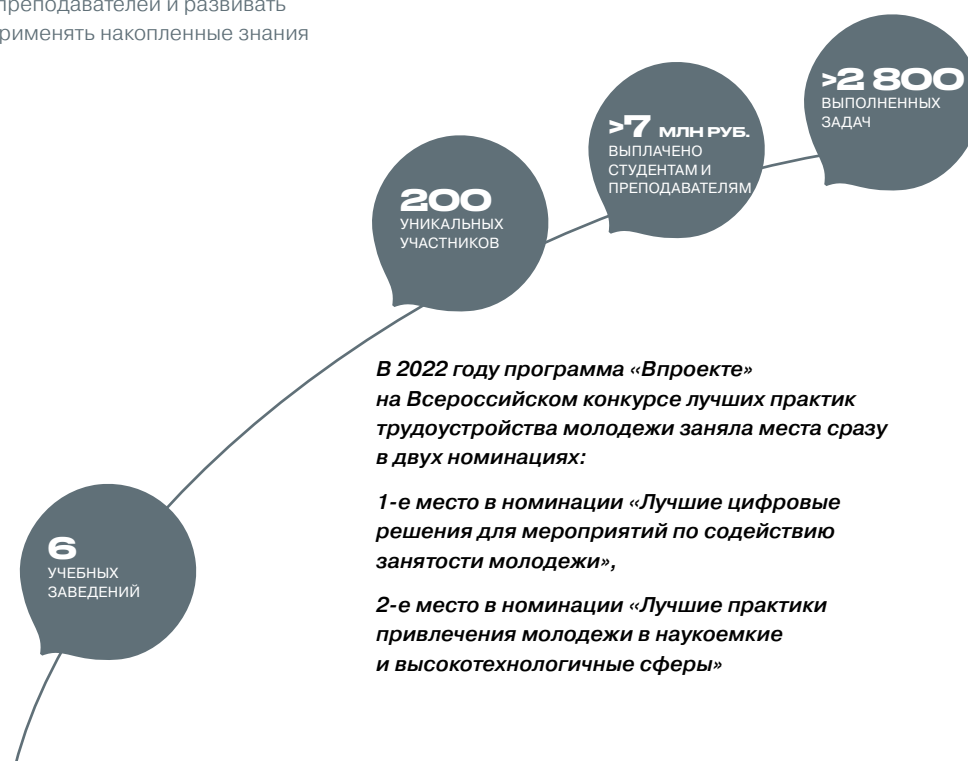 преподавателей и развивать
рименять накопленные знания
>2 800
ВЫПОЛНЕННЫХ
ЗАДАЧ
>7 МЛН РУБ.
ВЫПЛАЧЕНО
СТУДЕНТАМ И
ПРЕПОДАВАТЕЛЯМ
200
УНИКАЛЬНЫХ
УЧАСТНИКОВ
В 2022 году программа «Впроекте»
на Всероссийском конкурсе лучших практик
трудоустройства молодежи заняла места сразу
в двух номинациях:
1-е место в номинации «Лучшие цифровые
решения для мероприятий по содействию
занятости молодежи»,
2-е место в номинации «Лучшие практики
привлечения молодежи в наукоемкие
и высокотехнологичные сферы»
6
УЧЕБНЫХ
ЗАВЕДЕНИЙ